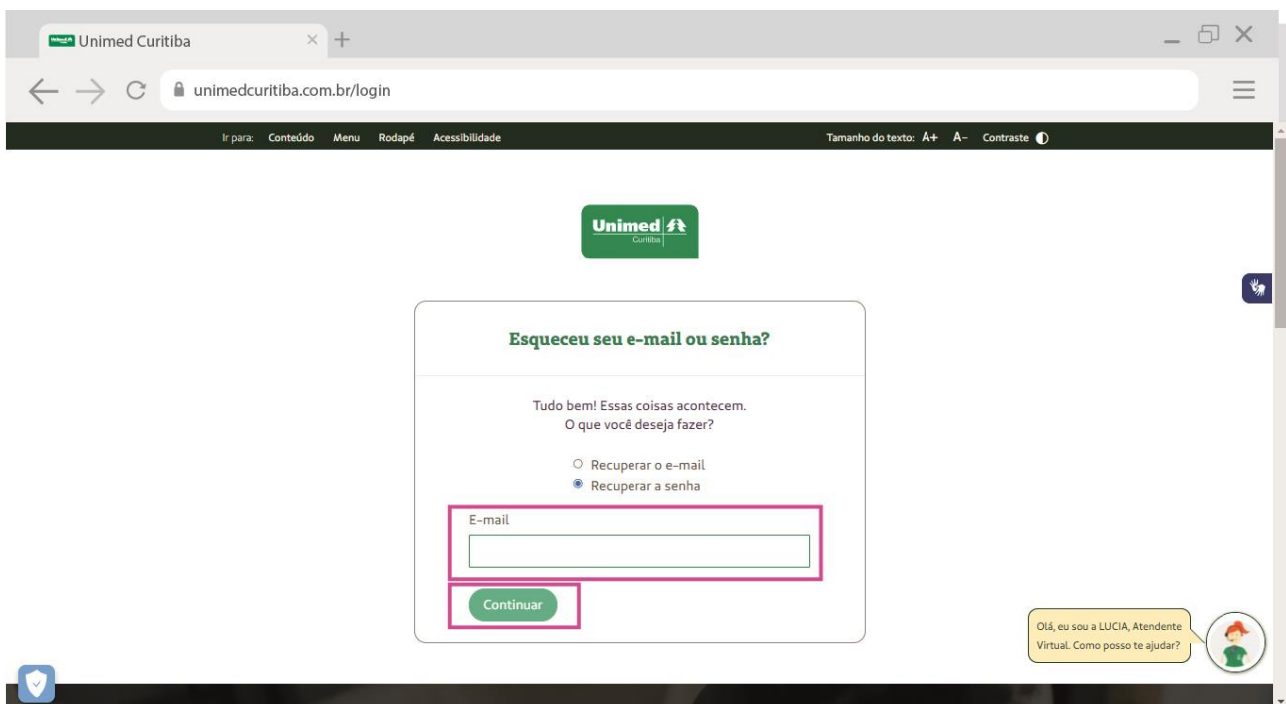 Unimed Curitiba
unimedcuritiba.com.br/login
Ir para: Conteúdo Menu Rodapé Acessibilidade
Tamanho do texto: A+ A- Contraste
Unimed
Curitiba
Esqueceu seu e-mail ou senha?
Tudo bem! Essas coisas acontecem.
O que você deseja fazer?
Recuperar o e-mail
Recuperar a senha
E-mail
Continuar
Olá, eu sou a LUCIA, Atendente
Virtual. Como posso te ajudar?